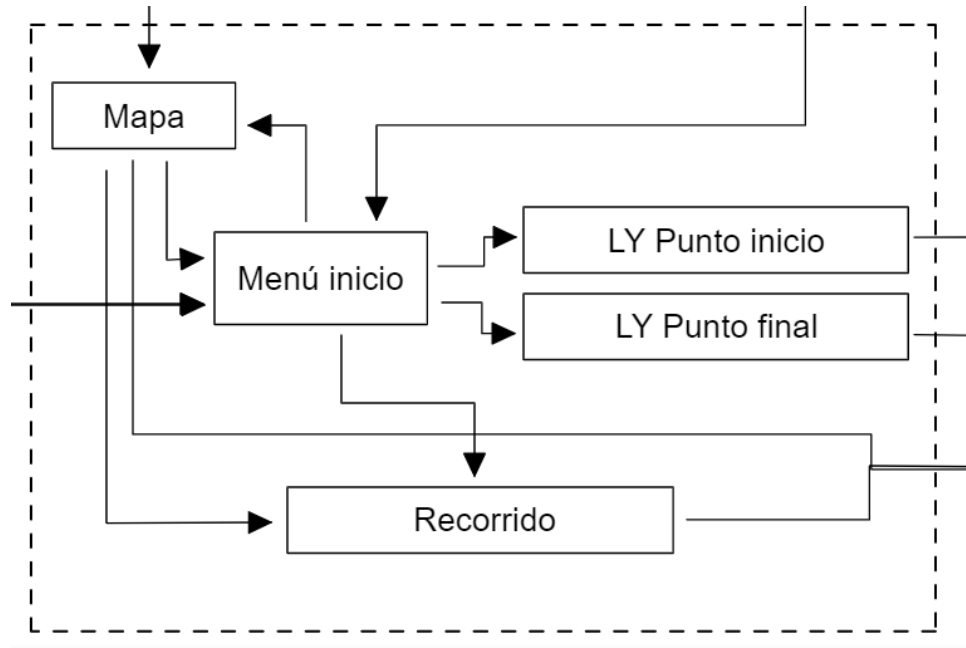 Mapa
LY Punto inicio
Menú inicio
LY Punto final
Recorrido